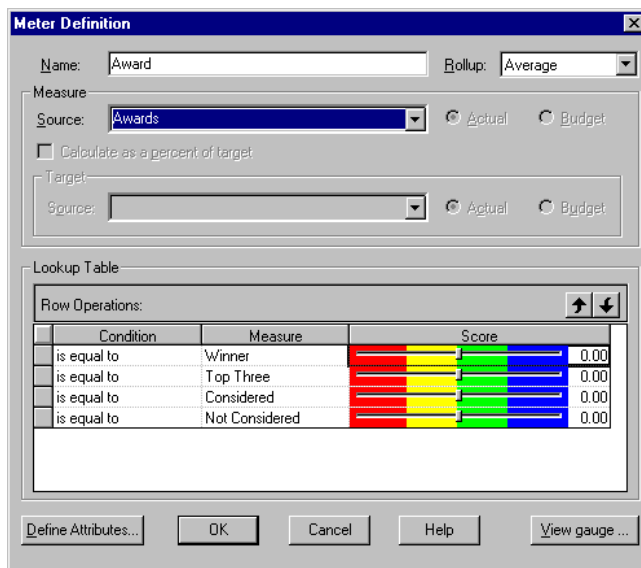 Meter Definition
Name: Award Rollup: Average
Measure
Source: Awards Actual Budget
Calculate as a percent of target
Target
Source: Actual Budget
Lookup Table
Row Operations:
Condition Measure Score
is equal to Winner 0.00
is equal to Top Three 0.00
is equal to Considered 0.00
is equal to Not Considered 0.00
Define Attributes... OK Cancel Help View gauge ...